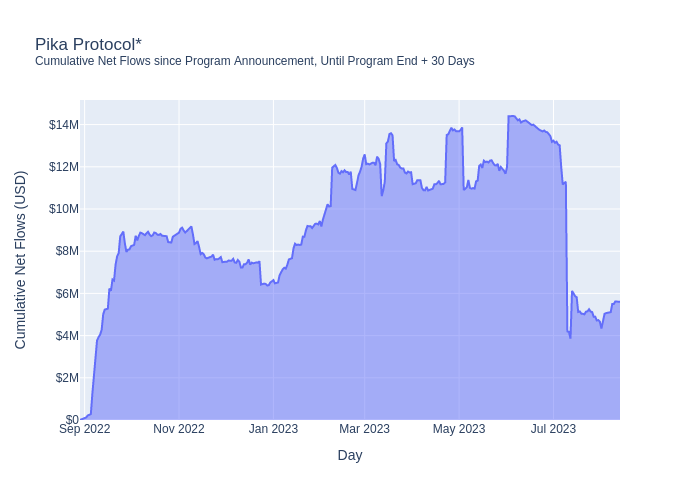 Pika Protocol*
Cumulative Net Flows since Program Announcement, Until Program End + 30 Days
Cumulative Net Flows (USD)
$14M
$12M
$10M
$8M
$6M
$4M
$2M
$0
Sep 2022
Nov 2022
Jan 2023
Mar 2023
May 2023
Jul 2023
Day